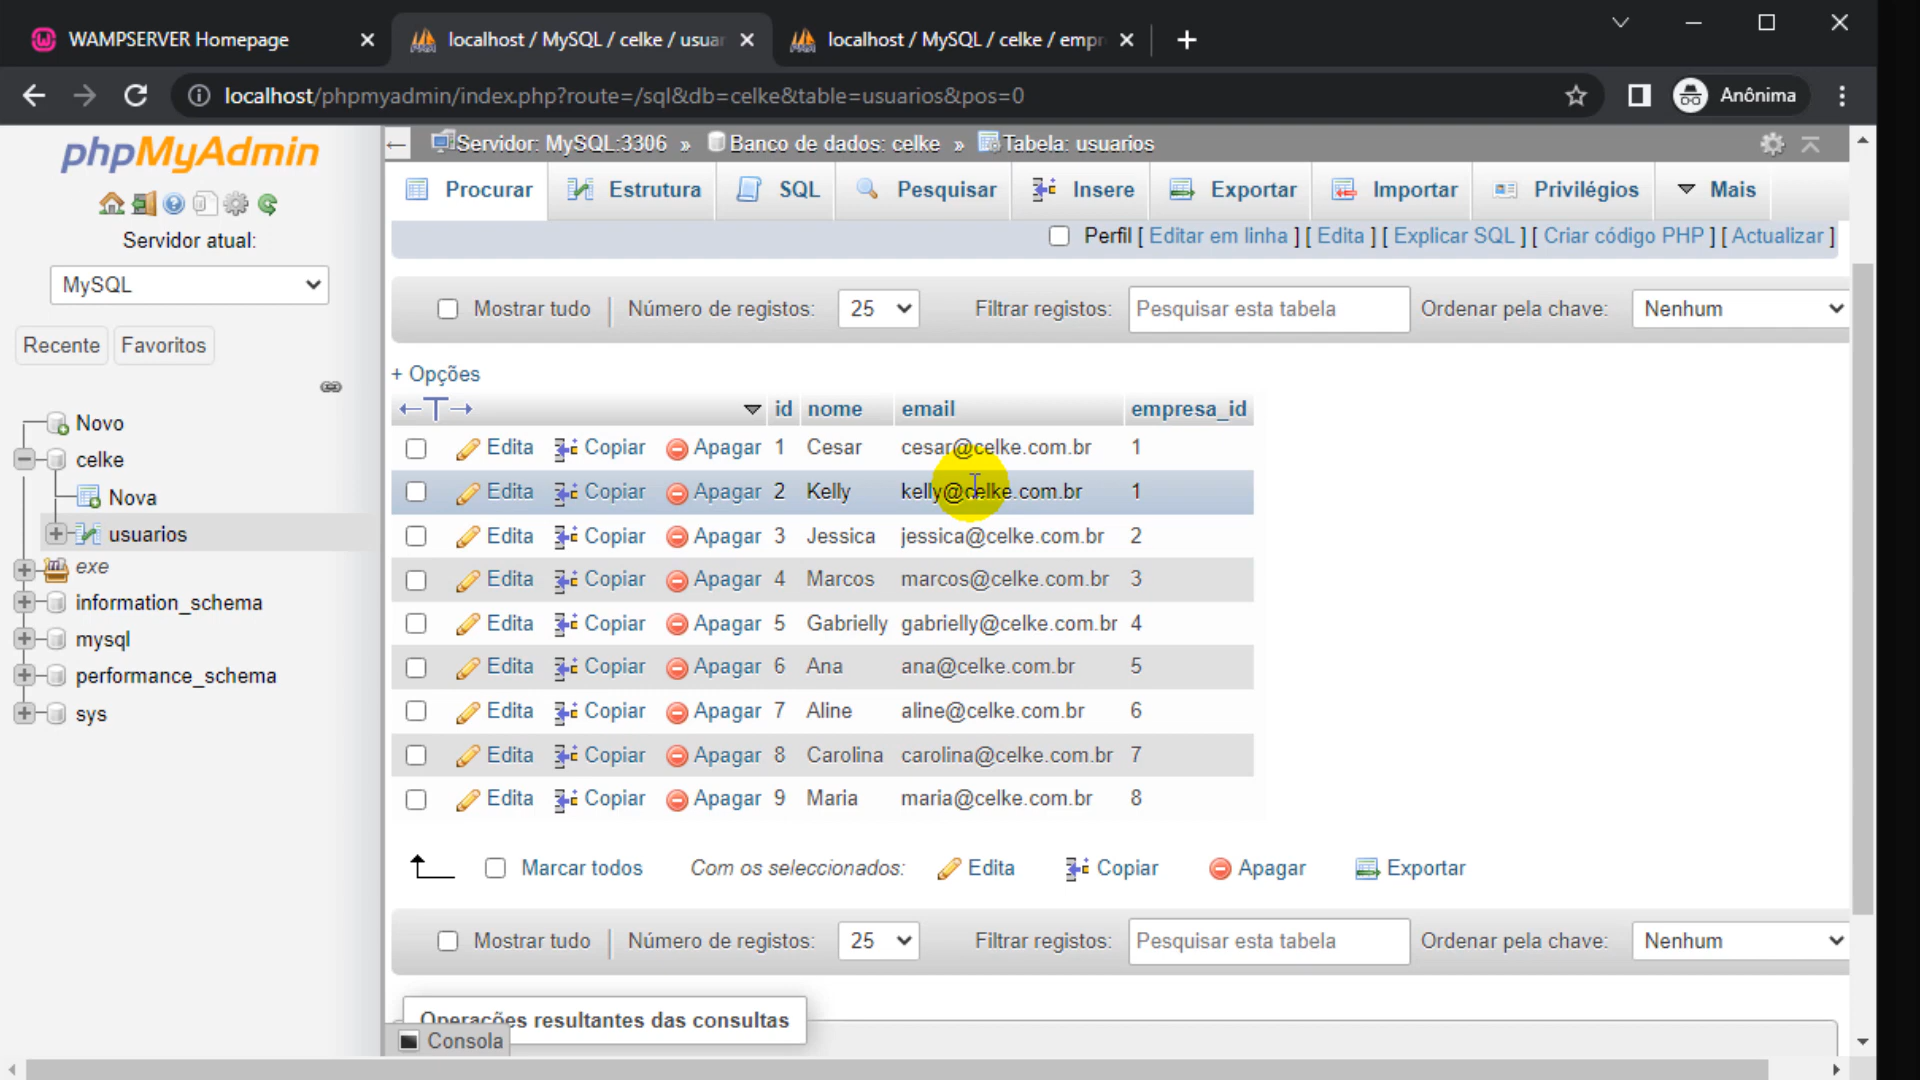 WAMPSERVER Homepage
localhost / MySQL / celke / usuar
localhost / MySQL / celke / empr
localhost/phpmyadmin/index.php?route=/sql&db=celke&table=usuarios&pos=0
Anônima
phpMyAdmin
Servidor atual:
MySQL
Recente Favoritos
Novo
celke
Nova
usuarios
exe
information_schema
mysql
performance_schema
sys
Servidor: MySQL:3306 » Banco de dados: celke » Tabela: usuarios
Procurar Estrutura SQL Pesquisar Insere Exportar Importar Privilégios Mais
Perfil [ Editar em linha ] [ Edita ] [ Explicar SQL ] [ Criar código PHP ] [ Actualizar ]
Mostrar tudo Número de registos: 25 Filtrar registos: Pesquisar esta tabela Ordenar pela chave: Nenhum
+ Opções
←T→ id nome email empresa_id
Edita Copiar Apagar 1 Cesar cesar@celke.com.br 1
Edita Copiar Apagar 2 Kelly kelly@celke.com.br 1
Edita Copiar Apagar 3 Jessica jessica@celke.com.br 2
Edita Copiar Apagar 4 Marcos marcos@celke.com.br 3
Edita Copiar Apagar 5 Gabrielly gabrielly@celke.com.br 4
Edita Copiar Apagar 6 Ana ana@celke.com.br 5
Edita Copiar Apagar 7 Aline aline@celke.com.br 6
Edita Copiar Apagar 8 Carolina carolina@celke.com.br 7
Edita Copiar Apagar 9 Maria maria@celke.com.br 8
Marcar todos Com os seleccionados: Edita Copiar Apagar Exportar
Mostrar tudo Número de registos: 25 Filtrar registos: Pesquisar esta tabela Ordenar pela chave: Nenhum
Operações resultantes das consultas
Consola